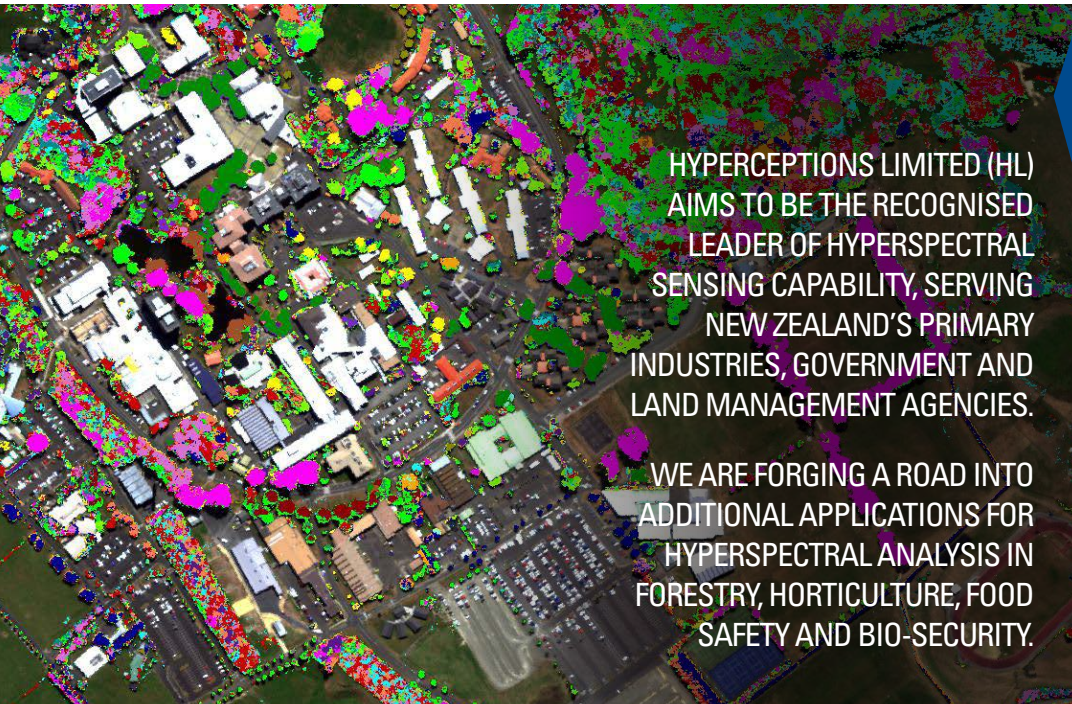 HYPERCEPTIONS LIMITED (HL)
AIMS TO BE THE RECOGNISED
LEADER OF HYPERSPECTRAL
SENSING CAPABILITY, SERVING
NEW ZEALAND’S PRIMARY
INDUSTRIES, GOVERNMENT AND
LAND MANAGEMENT AGENCIES.
WE ARE FORGING A ROAD INTO
ADDITIONAL APPLICATIONS FOR
HYPERSPECTRAL ANALYSIS IN
FORESTRY, HORTICULTURE, FOOD
SAFETY AND BIO-SECURITY.